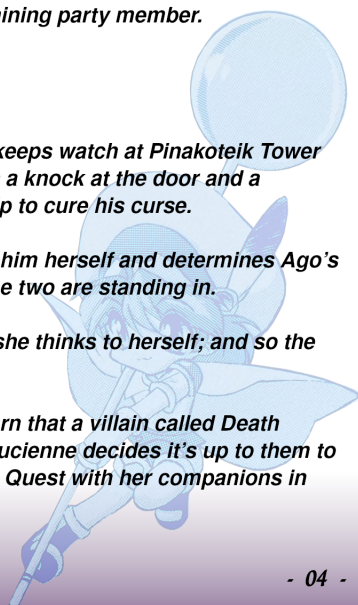 ining party member.
keeps watch at Pinakoteik Tower
a knock at the door and a
p to cure his curse.
him herself and determines Ago's
e two are standing in.
she thinks to herself; and so the
rn that a villain called Death
ucienne decides it's up to them to
Quest with her companions in
- 04 -